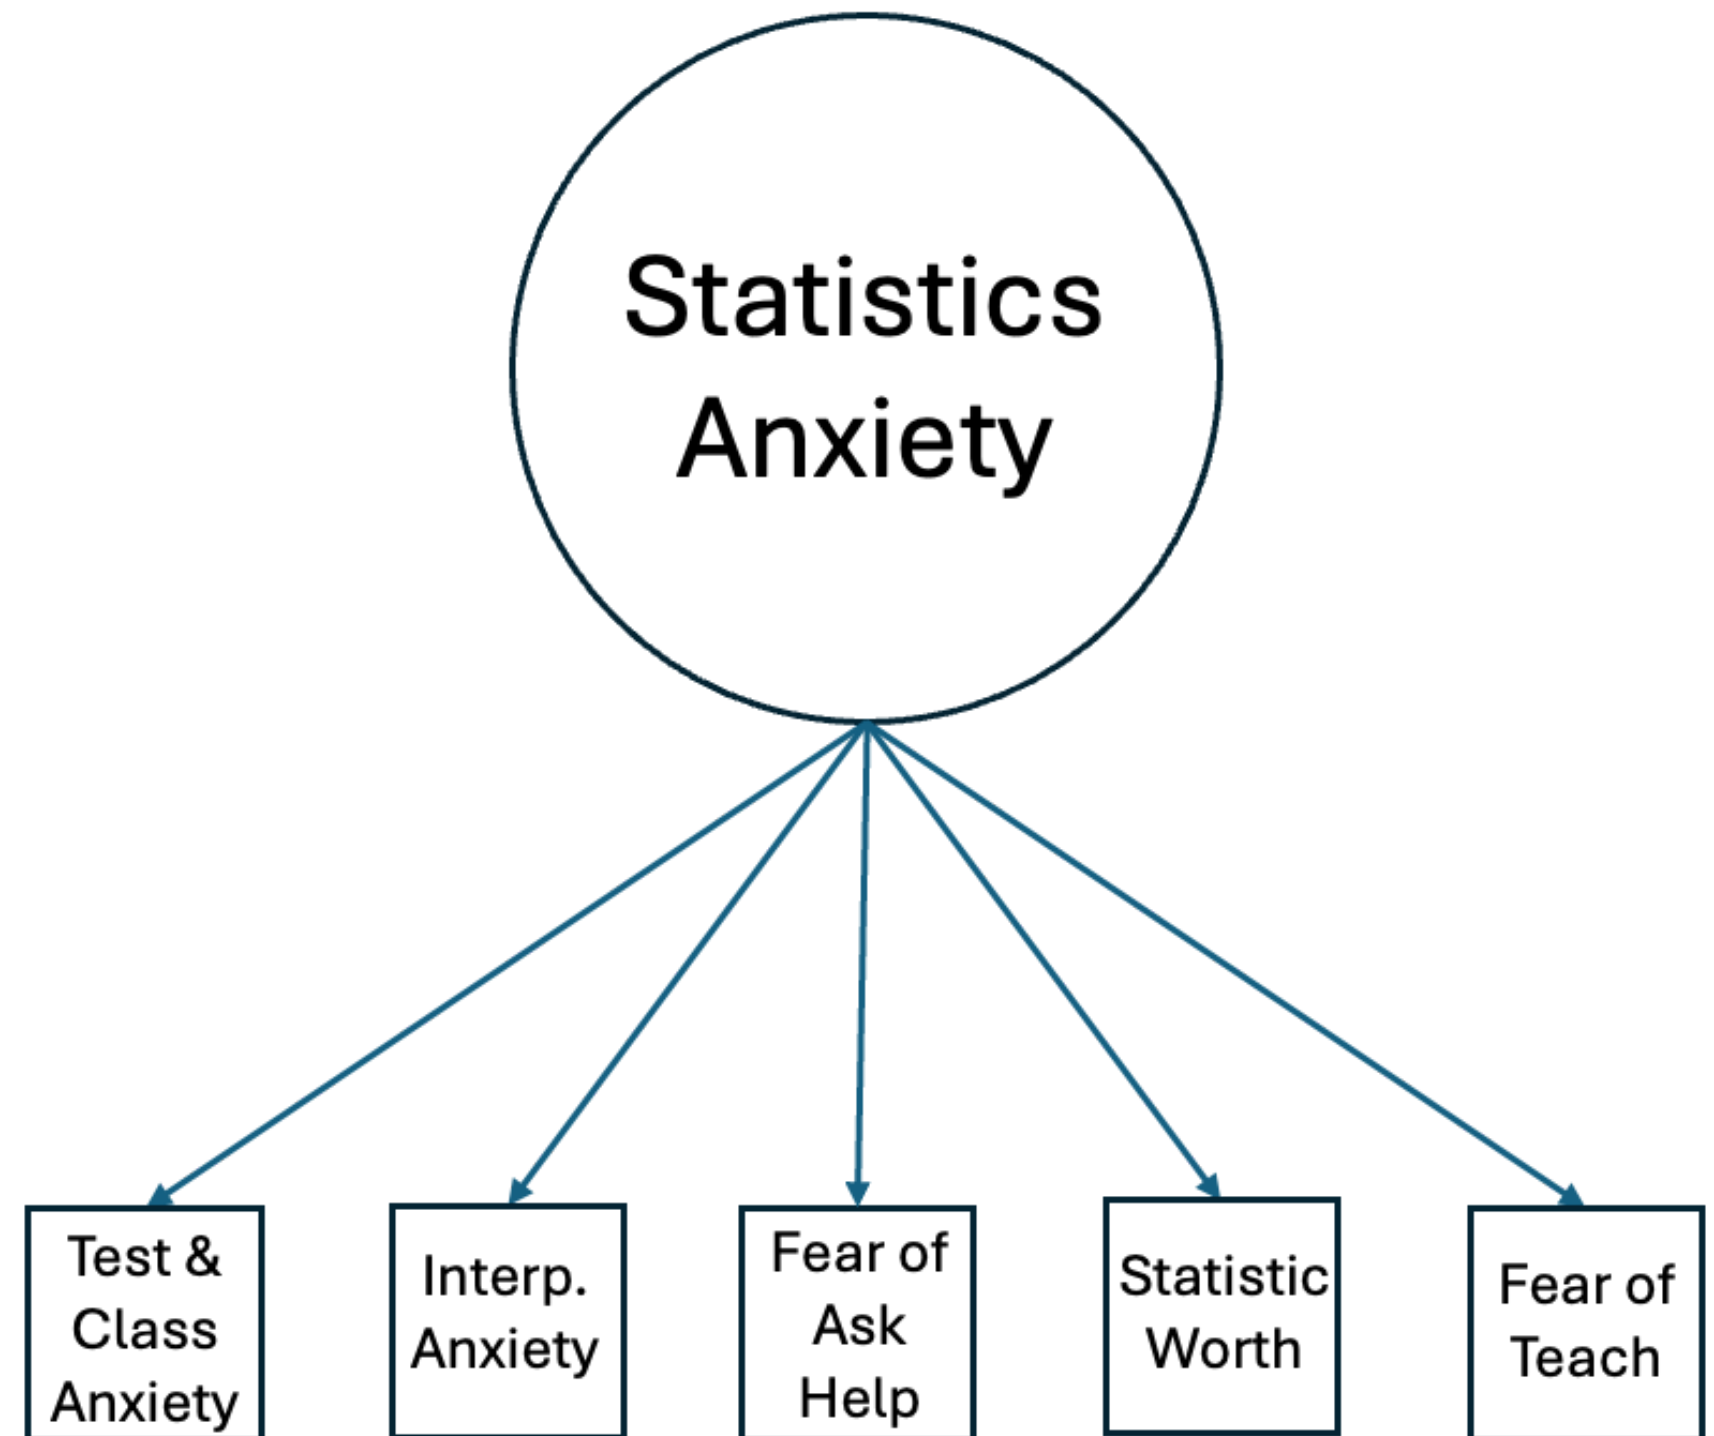 Statistics
Anxiety
Test &
Class
Anxiety
Interp.
Anxiety
Fear of
Ask
Help
Statistic
Worth
Fear of
Teach